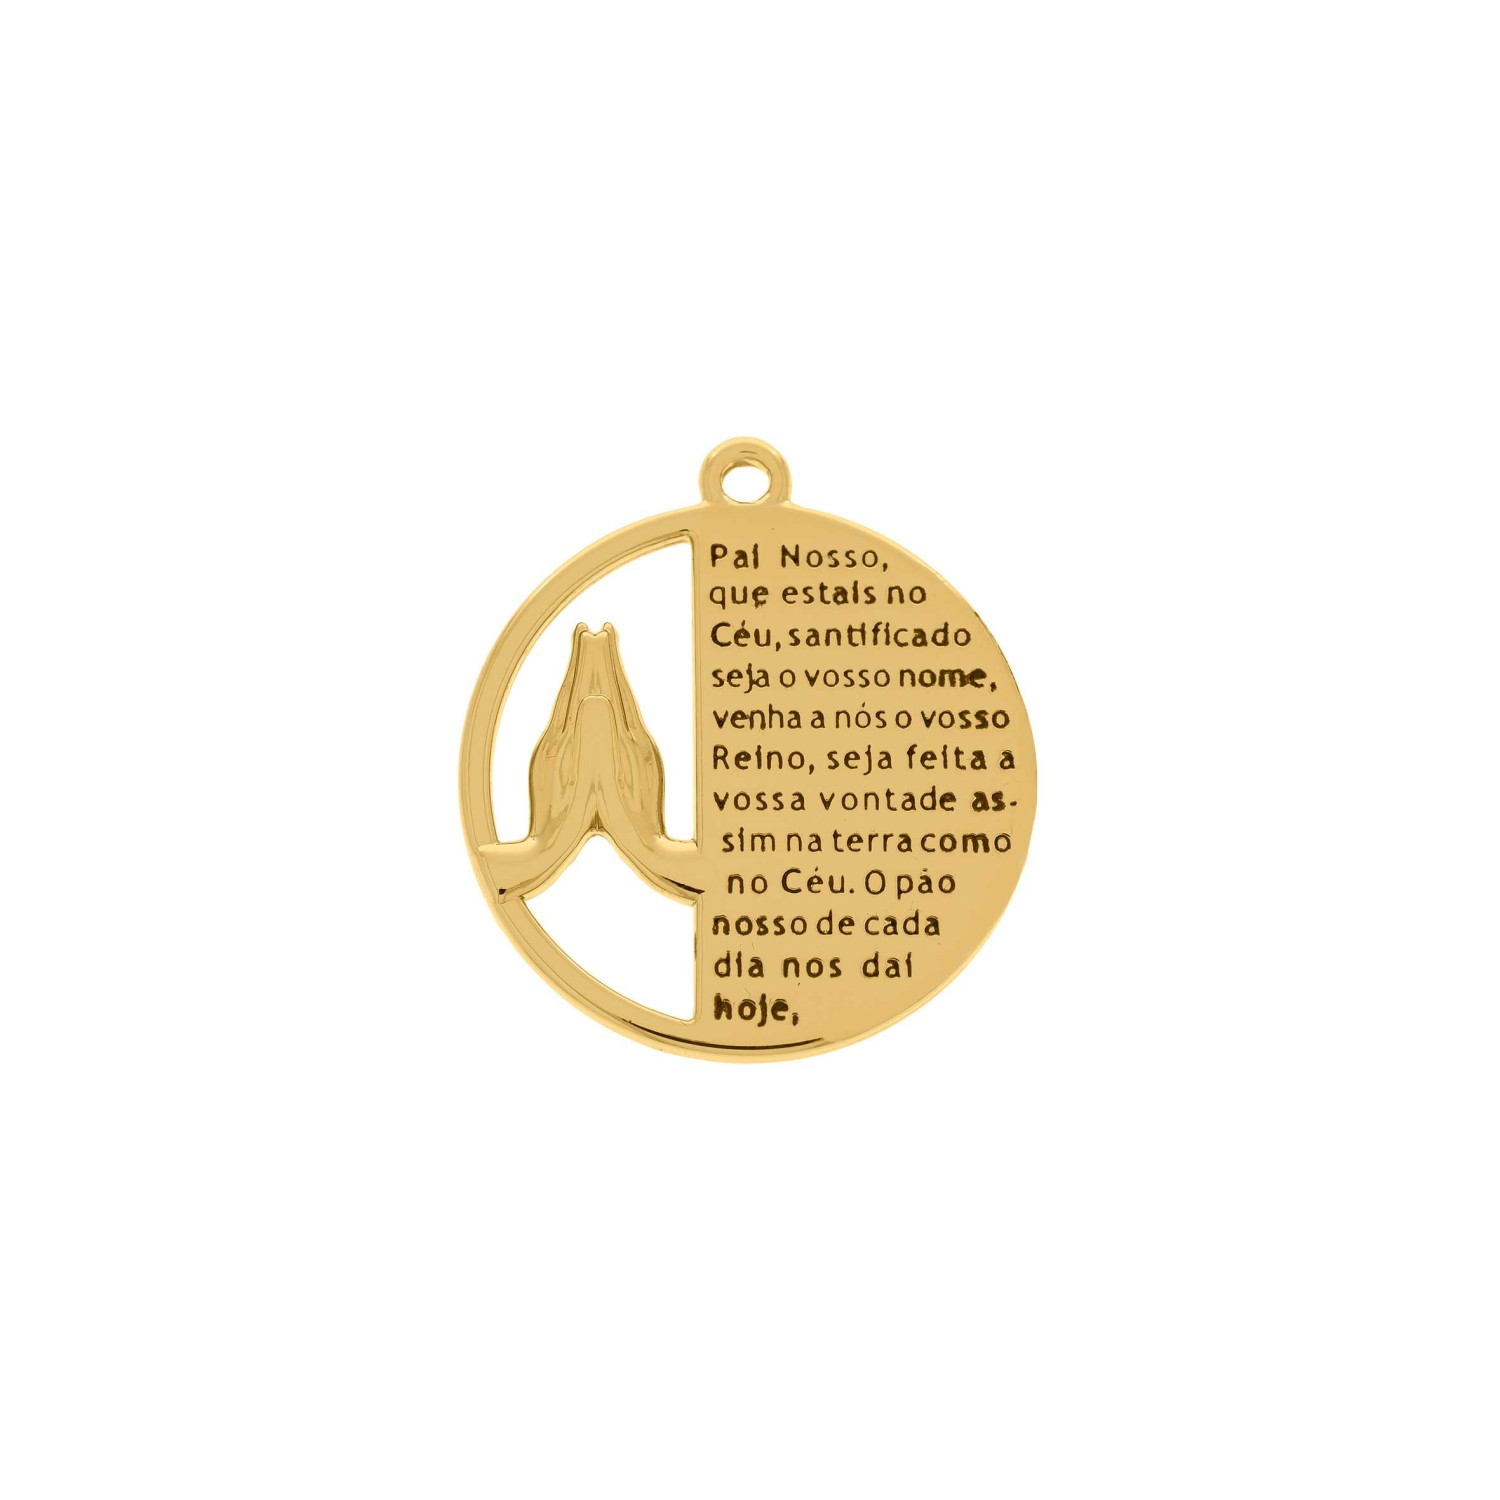 Pai Nosso,
que estais no
Céu, santificado
seja o vosso nome,
venha a nós o vosso
Reino, seja feita a
vossa vontade as-
sim na terra como
no Céu. O pão
nosso de cada
dia nos dai
hoje,